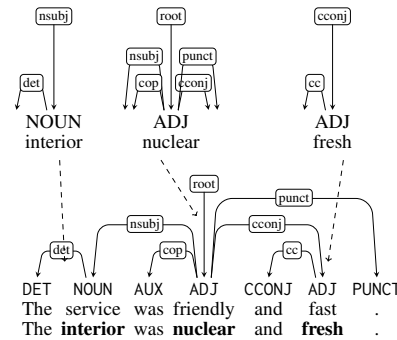 nsubj root cconj
nsubj punct
det cop cconj cc
NOUN ADJ ADJ
interior nuclear fresh
root
punct
nsubj cconj
det cop cc
DET NOUN AUX ADJ CCONJ ADJ PUNCT
The service was friendly and fast .
The interior was nuclear and fresh .